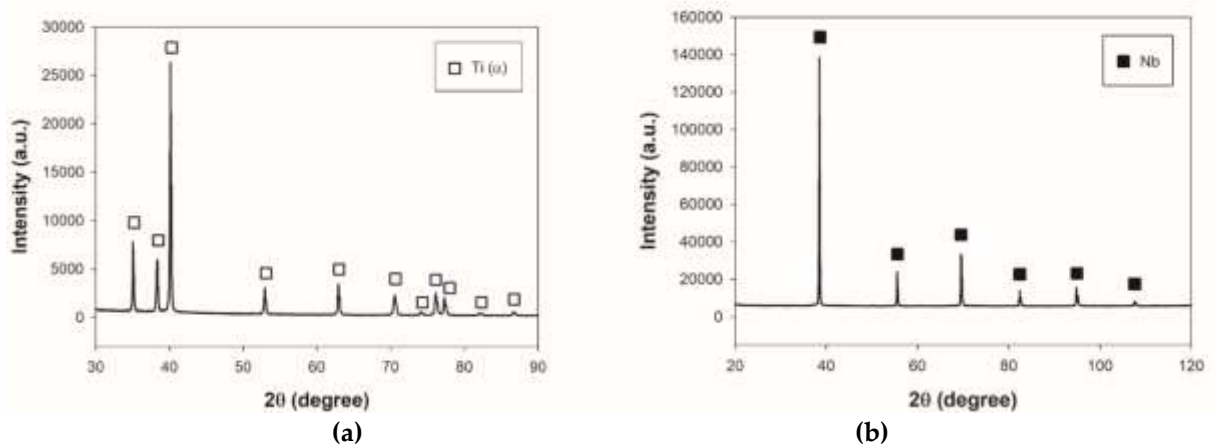 30000
25000
20000
15000
10000
5000
0
Intensity (a.u.)
Ti (α)
30 40 50 60 70 80 90
2θ (degree)
(a)
160000
140000
120000
100000
80000
60000
40000
20000
0
Intensity (a.u.)
Nb
20 40 60 80 100 120
2θ (degree)
(b)